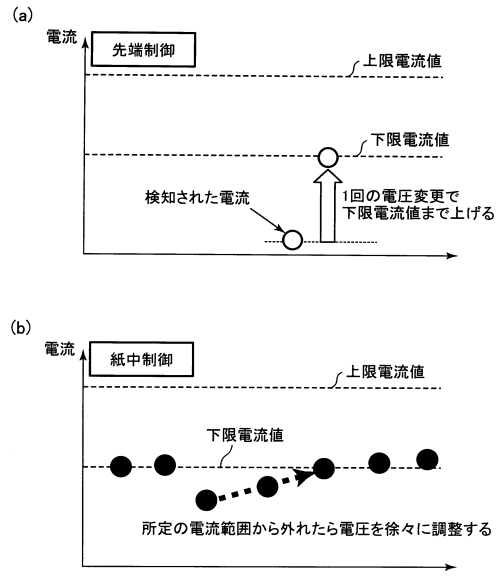 (a)
電流
先端制御
上限電流値
下限電流値
検知された電流
1回の電圧変更で
下限電流値まで上げる
(b)
電流
紙中制御
上限電流値
下限電流値
所定の電流範囲から外れたら電圧を徐々に調整する